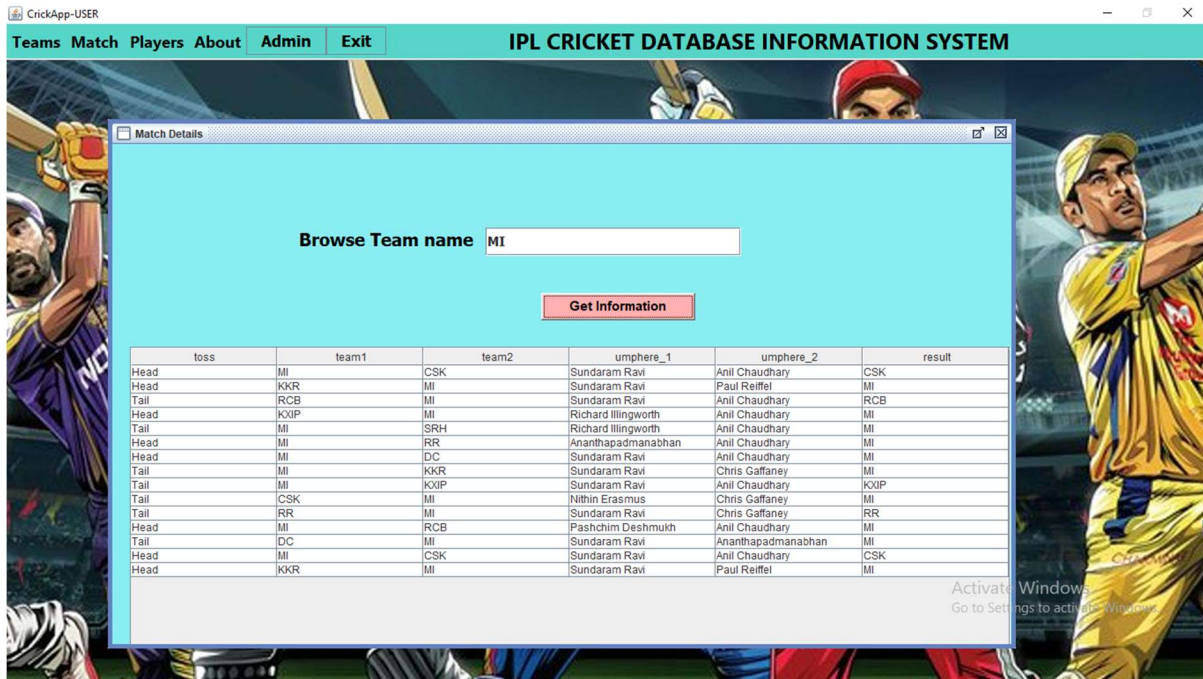 CrickApp-USER
Teams Match Players About Admin Exit IPL CRICKET DATABASE INFORMATION SYSTEM
Match Details
Browse Team name MI
Get Information
toss team1 team2 umphere_1 umphere_2 result
Head MI CSK Sundaram Ravi Anil Chaudhary CSK
Head KKR MI Sundaram Ravi Paul Reiffel MI
Tail RCB MI Sundaram Ravi Anil Chaudhary RCB
Head KXIP MI Richard Illingworth Anil Chaudhary MI
Tail MI SRH Richard Illingworth Anil Chaudhary MI
Head MI RR Ananthapadmanabhan Anil Chaudhary MI
Head MI DC Sundaram Ravi Anil Chaudhary MI
Tail MI KKR Sundaram Ravi Chris Gaffaney MI
Tail MI KXIP Sundaram Ravi Anil Chaudhary KXIP
Tail CSK MI Nithin Erasmus Chris Gaffaney MI
Tail RR MI Sundaram Ravi Chris Gaffaney RR
Head MI RCB Pashchim Deshmukh Anil Chaudhary MI
Tail DC MI Sundaram Ravi Ananthapadmanabhan MI
Head MI CSK Sundaram Ravi Anil Chaudhary CSK
Head KKR MI Sundaram Ravi Paul Reiffel MI
Activate Windows
Go to Settings to activate Windows.